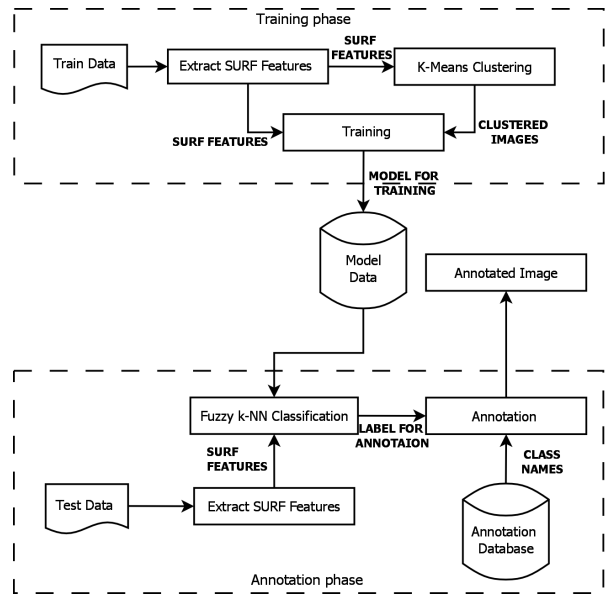 Training phase
Train Data
Extract SURF Features
SURF
FEATURES
K-Means Clustering
SURF FEATURES
Training
CLUSTERED
IMAGES
MODEL FOR
TRAINING
Model
Data
Annotated Image
Fuzzy k-NN Classification
LABEL FOR
ANNOTAION
Annotation
SURF
FEATURES
CLASS
NAMES
Test Data
Extract SURF Features
Annotation
Database
Annotation phase